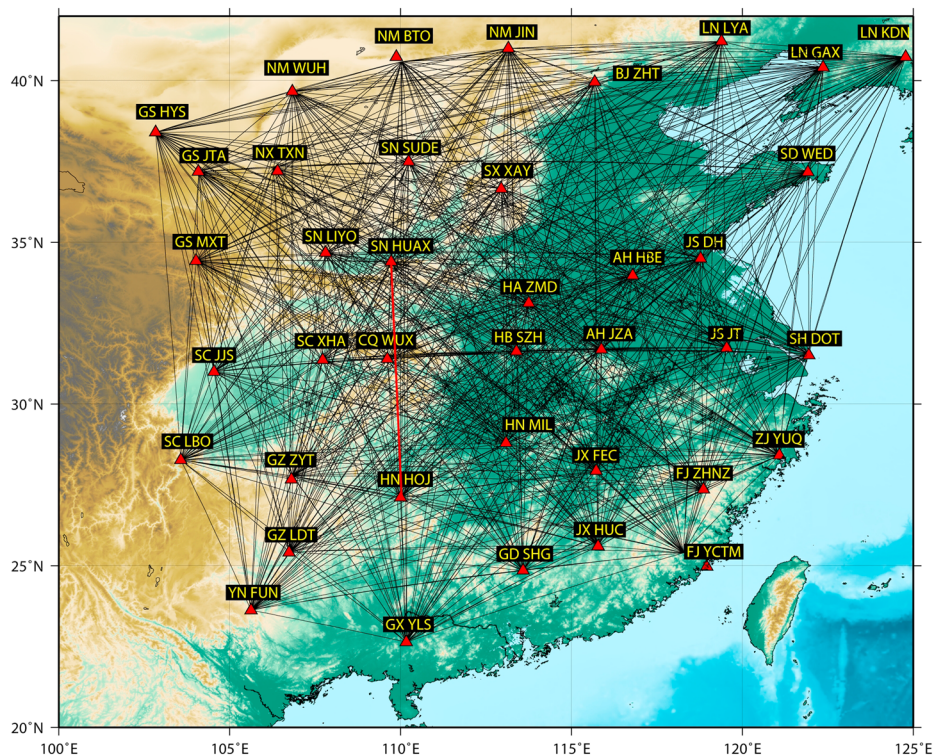 LN LYA
NM BTO
NM JIN
LN KDN
LN GAX
40°N
NM WUH
BJ ZHT
GS HYS
GS JTA
NX TXN
SN SUDE
SD WED
SX XAY
35°N
GS MXT
SN LIYO
SN HUAX
JS DH
AH HBE
HA ZMD
SC JJS
SC XHA
CQ WUX
HB SZH
AH JZA
JS JT
SH DOT
30°N
SC LBO
HN MIL
ZJ YUQ
GZ ZYT
JX FEC
HN HOJ
FJ ZHNZ
GZ LDT
JX HUC
25°N
GD SHG
FJ YCTM
YN FUN
GX YLS
20°N
100°E
105°E
110°E
115°E
120°E
125°E